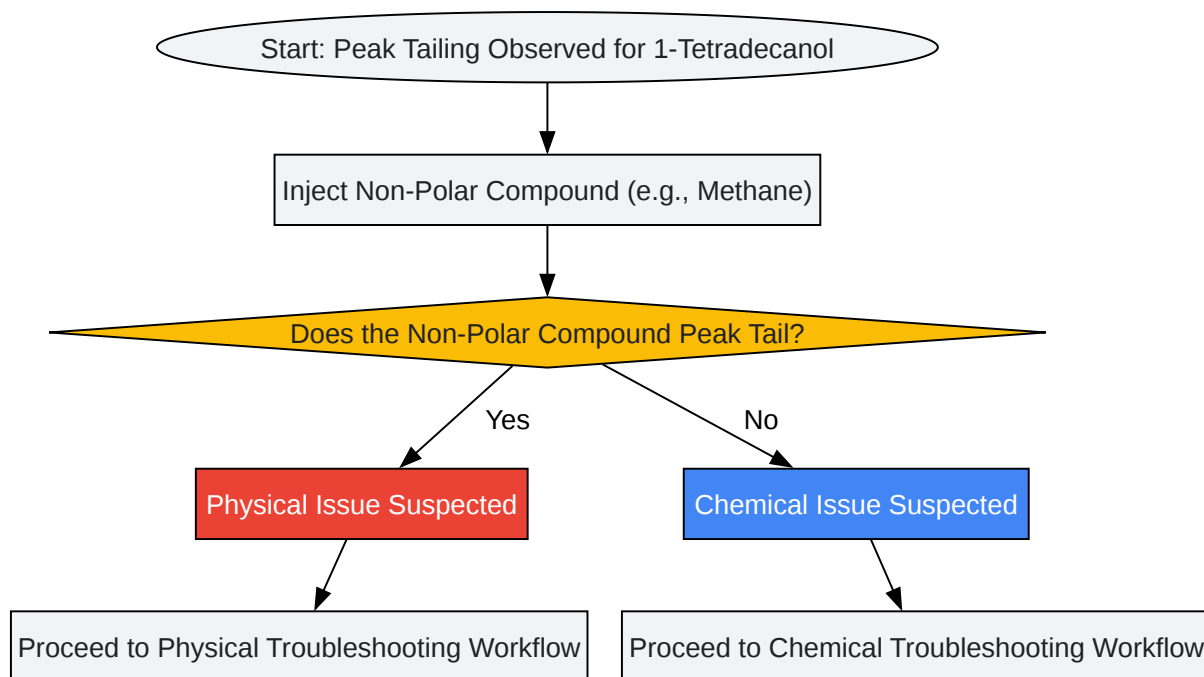 Start: Peak Tailing Observed for 1-Tetradecanol
Inject Non-Polar Compound (e.g., Methane)
Does the Non-Polar Compound Peak Tail?
Yes
No
Physical Issue Suspected
Chemical Issue Suspected
Proceed to Physical Troubleshooting Workflow
Proceed to Chemical Troubleshooting Workflow